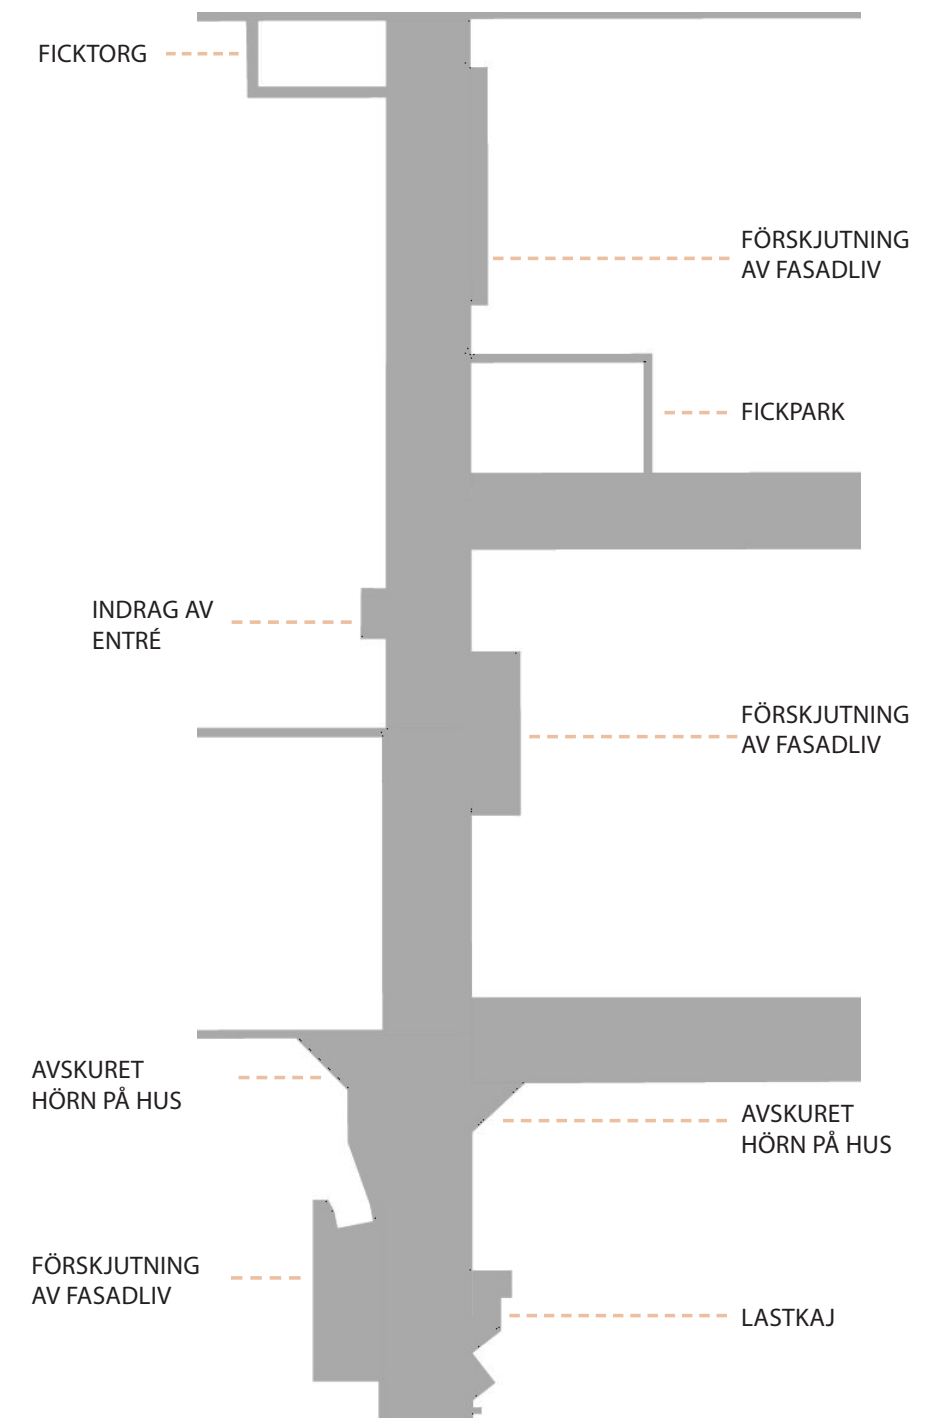 FICKTORG
FÖRSKJUTNING
AV FASADLIV
FICKPARK
INDRAG AV
ENTRÉ
FÖRSKJUTNING
AV FASADLIV
AVSKURET
HÖRN PÅ HUS
AVSKURET
HÖRN PÅ HUS
FÖRSKJUTNING
AV FASADLIV
LASTKAJ